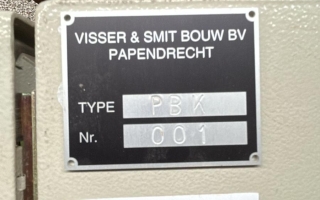 VISSER & SMIT BOUW BV
PAPENDRECHT
TYPE PBK
Nr. 001